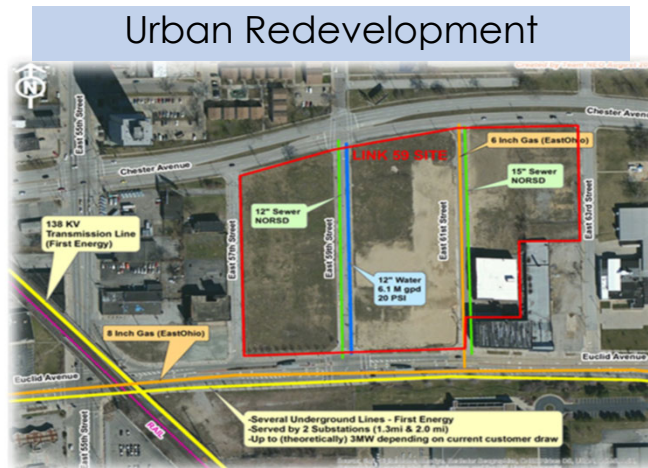 Urban Redevelopment
N
Chester Avenue
East 55th Street
Chester Avenue
LINK 59 SITE
6 Inch Gas (EastOhio)
15" Sewer
NORSD
12" Sewer
NORSD
East 57th Street
East 59th Street
East 61st Street
East 63rd Street
138 KV
Transmission Line
(First Energy)
12" Water
6.1 M gpd
20 PSI
8 Inch Gas (EastOhio)
Euclid Avenue
Euclid Avenue
RAIL
East 55th Street
-Several Underground Lines - First Energy
-Served by 2 Substations (1.3mi & 2.0 mi)
-Up to (theoretically) 3MW depending on current customer draw